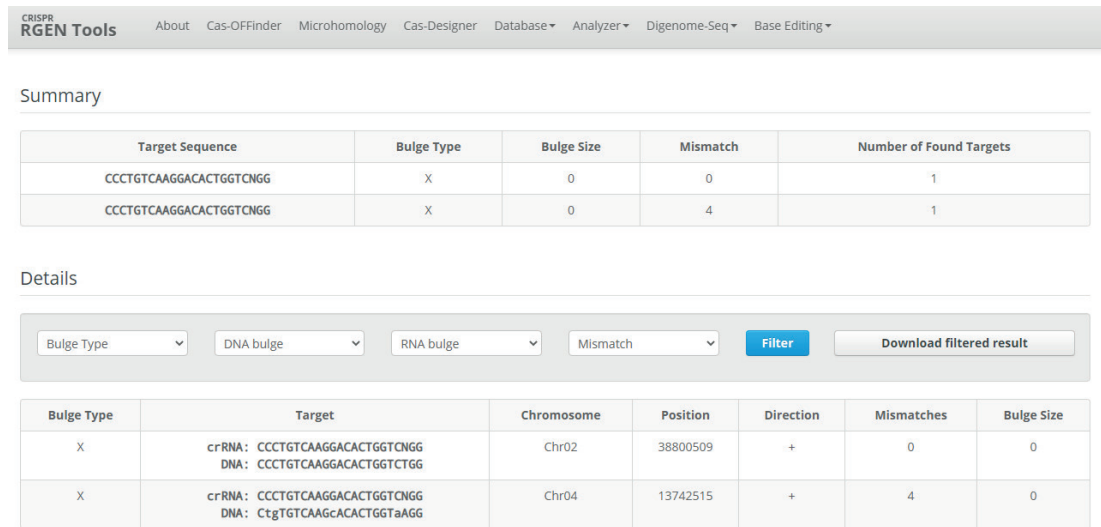 CRISPR
RGEN Tools About Cas-OFFinder Microhomology Cas-Designer Database Analyzer Digenome-Seq Base Editing
Summary
Target Sequence Bulge Type Bulge Size Mismatch Number of Found Targets
CCCTGTCAAGGACACTGGTCNGG X 0 0 1
CCCTGTCAAGGACACTGGTCNGG X 0 4 1
Details
Bulge Type DNA bulge RNA bulge Mismatch Filter Download filtered result
Bulge Type Target Chromosome Position Direction Mismatches Bulge Size
X crRNA: CCCTGTCAAGGACACTGGTCNGG Chr02 38800509 + 0 0
DNA: CCCTGTCAAGGACACTGGTCTGG
X crRNA: CCCTGTCAAGGACACTGGTCNGG Chr04 13742515 + 4 0
DNA: CtgTGTCAAGcACACTGGTaAGG